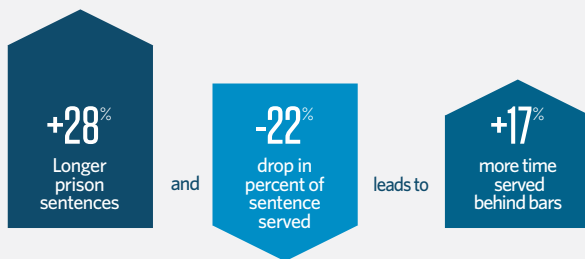 +28%
Longer
prison
sentences
and
-22%
drop in
percent of
sentence
served
leads to
+17%
more time
served
behind bars